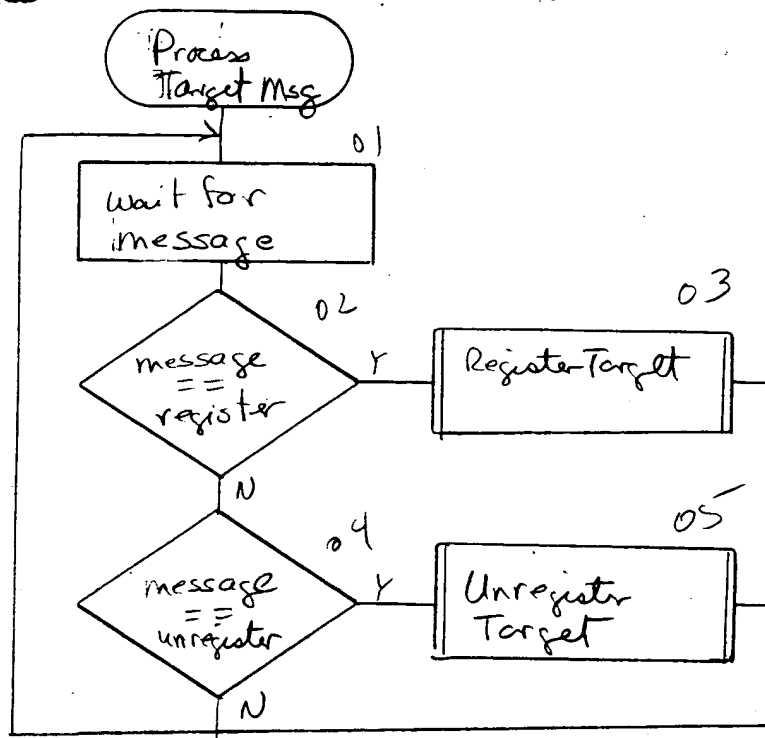 Process
Target Msg
01
wait for
message
02
message
==
register
Y
N
03
Register Target
04
message
==
unregister
Y
N
05
Unregister
Target